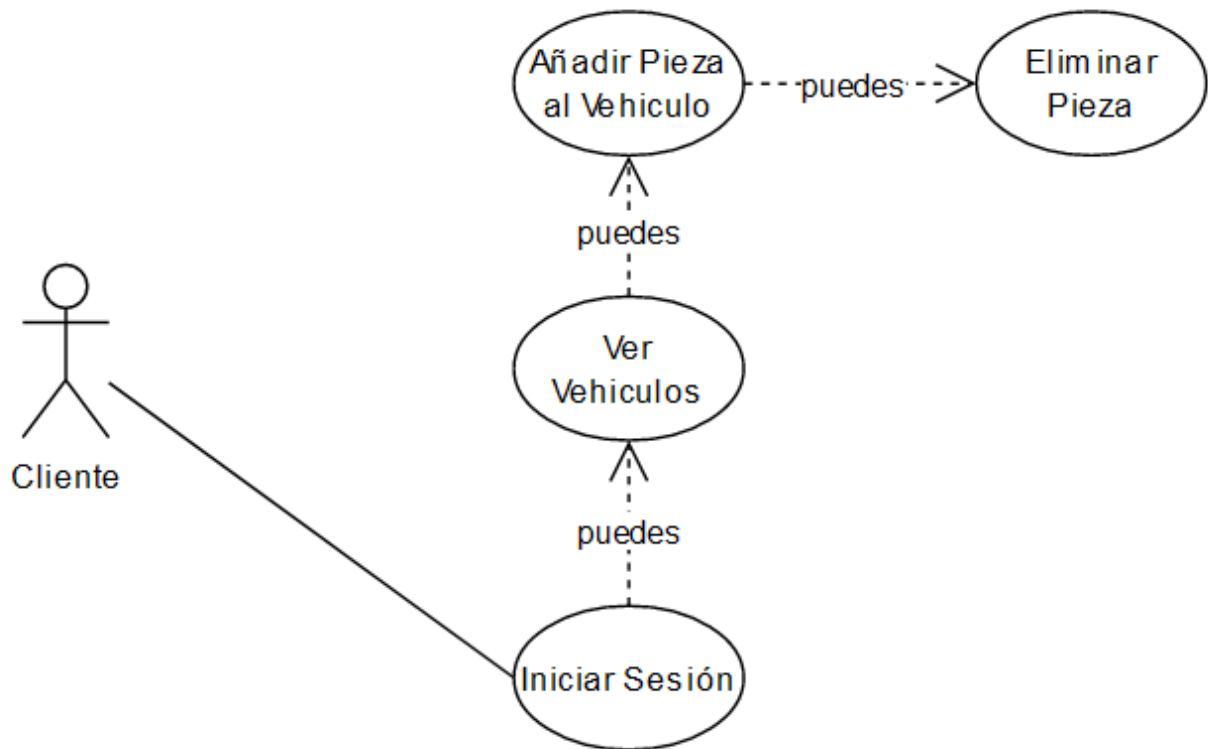 Añadir Pieza
al Vehiculo
puedes
Eliminar
Pieza
puedes
Ver
Vehiculos
Cliente
puedes
Iniciar Sesión